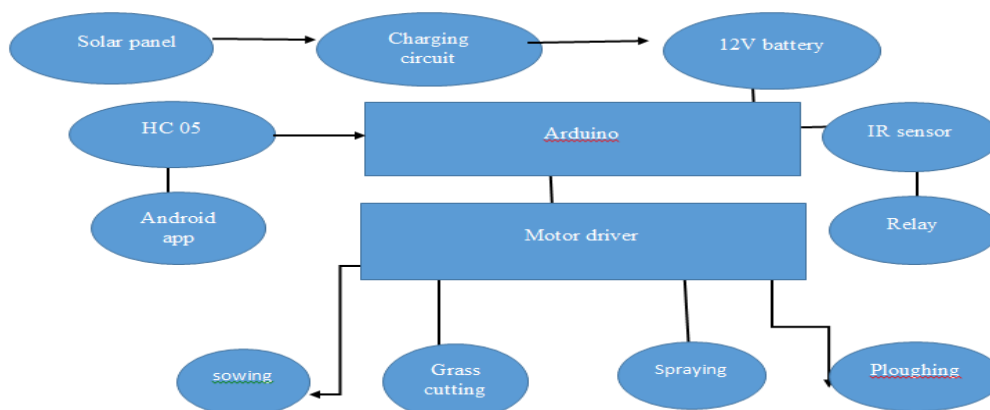 Solar panel
Charging
circuit
12V battery
HC 05
Arduino
IR sensor
Android
app
Motor driver
Relay
sowing
Grass
cutting
Spraying
Ploughing